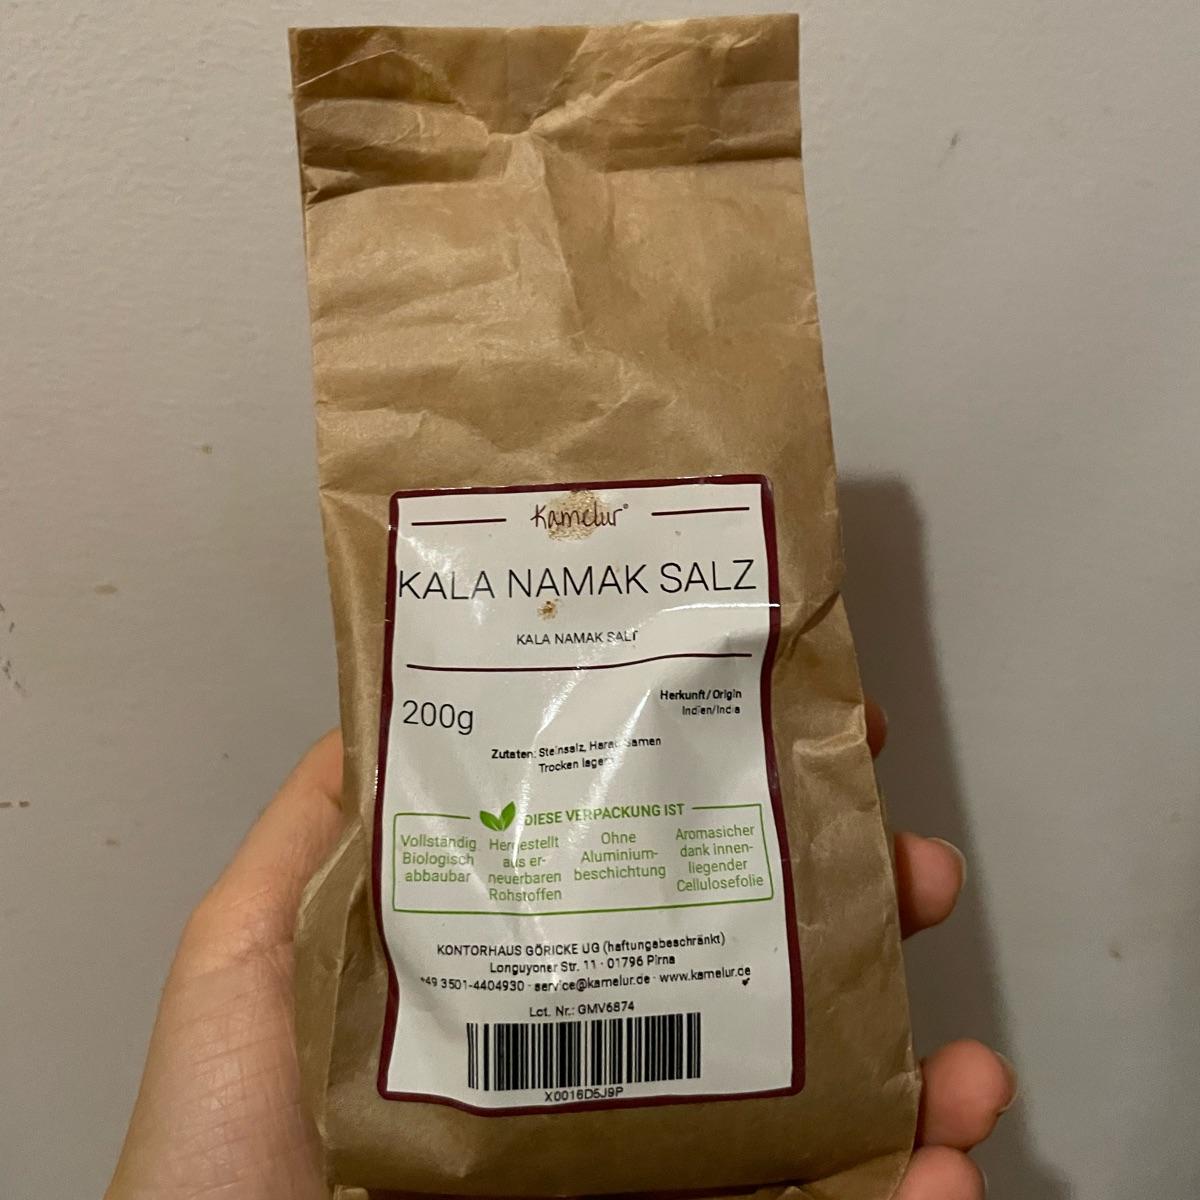 Kamelur®
KALA NAMAK SALZ
KALA NAMAK SALT
200g
Herkunft/Origin
Indien/India
Zutaten: Steinsalz, Harad Samen
Trocken lagern
DIESE VERPACKUNG IST
Vollständig
Biologisch
abbaubar
Hergestellt
aus er-
neuerbaren
Rohstoffen
Ohne
Aluminium-
beschichtung
Aromasicher
dank innen-
liegender
Cellulosefolie
KONTORHAUS GÖRICKE UG (haftungsbeschränkt)
Longuyoner Str. 11 · 01796 Pirna
+49 3501-4404930 · service@kamelur.de · www.kamelur.de
Lot. Nr.: GMV6874
X0016D5J9P